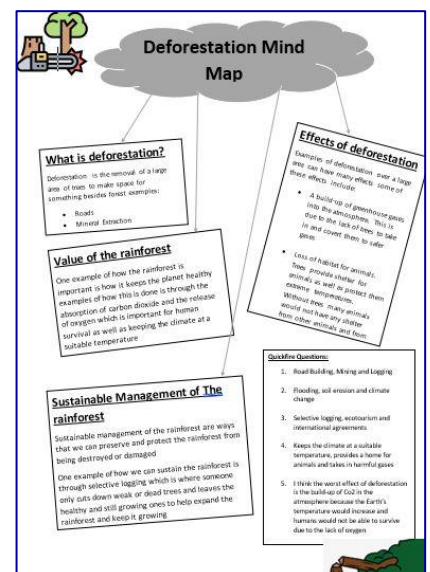 Deforestation Mind
Map
What is deforestation?
Deforestation is the removal of a large
area of trees to make space for
something besides forest examples:
• Roads
• Mineral Extraction
Effects of deforestation
Examples of deforestation over a large
area can have many effects some of
these effects include:
• A build-up of greenhouse gases
into the atmosphere. This is
due to the lack of trees to take
in and covert them to safer
gases
• Loss of habitat for animals.
Trees provide shelter for
animals as well as protect them
extreme temperatures.
Without trees many animals
would not have any shelter
from other animals and from
Value of the rainforest
One example of how the rainforest is
important is how it keeps the planet healthy
examples of how this is done is through the
absorption of carbon dioxide and the release
of oxygen which is important for human
survival as well as keeping the climate at a
suitable temperature
Sustainable Management of The
rainforest
Sustainable management of the rainforest are ways
that we can preserve and protect the rainforest from
being destroyed or damaged
One example of how we can sustain the rainforest is
through selective logging which is where someone
only cuts down weak or dead trees and leaves the
healthy and still growing ones to help expand the
rainforest and keep it growing
Quickfire Questions:
1. Road Building, Mining and Logging
2. Flooding, soil erosion and climate
change
3. Selective logging, ecotourism and
international agreements
4. Keeps the climate at a suitable
temperature, provides a home for
animals and takes in harmful gases
5. I think the worst effect of deforestation
is the build-up of Co2 in the
atmosphere because the Earth's
temperature would increase and
humans would not be able to survive
due to the lack of oxygen